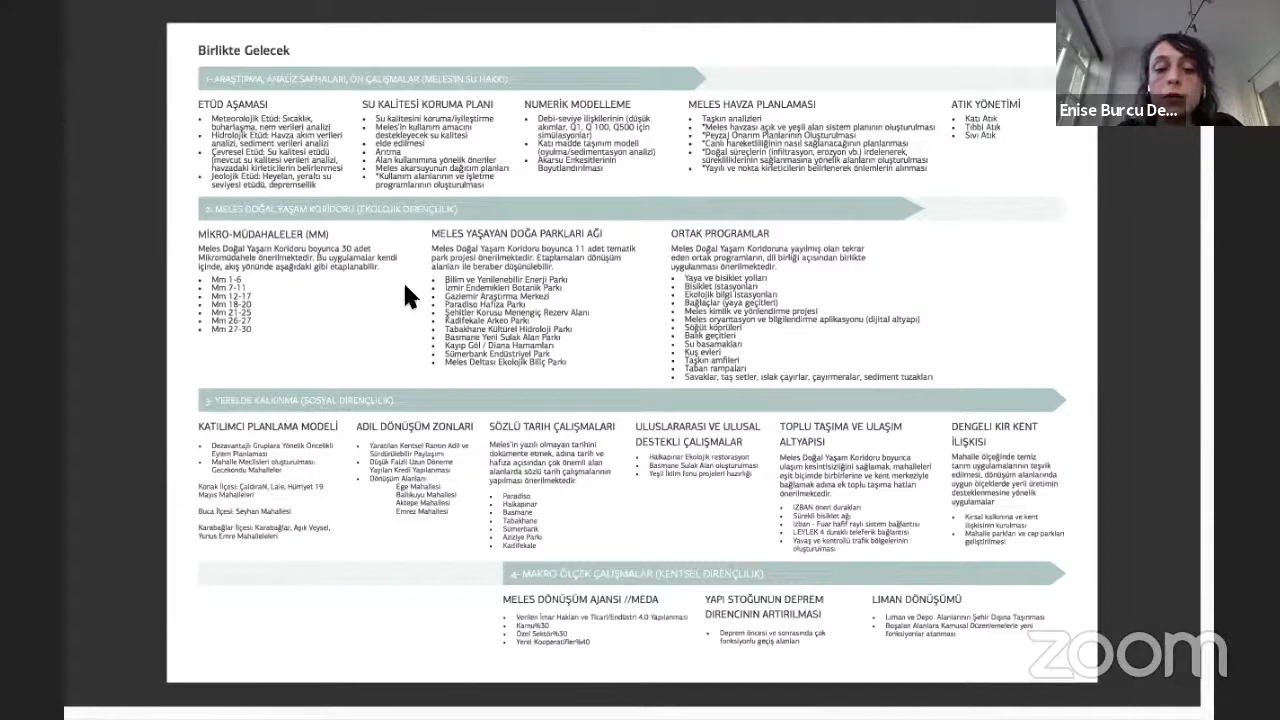 Birlikte Gelecek
1- ARAŞTIRMA, ANALİZ SAFHALARI, ÖN ÇALIŞMALAR (MELES'İN SU HAKKI)
ETÜD AŞAMASI
• Meteorolojik Etüd: Sıcaklık,
buharlaşma, nem verileri analizi
• Hidrolojik Etüd: Havza akım verileri
analizi, sediment verileri analizi
• Çevresel Etüd: Su kalitesi etüdü
(mevcut su kalitesi verileri analizi,
havzadaki kirleticilerin belirlenmesi
• Jeolojik Etüd: Heyelan, yeraltı su
seviyesi etüdü, depremsellik
SU KALİTESİ KORUMA PLANI
• Su kalitesini koruma/iyileştirme
• Meles'in kullanım amacını
destekleyecek su kalitesi
• elde edilmesi
• Arıtma
• Alan kullanımına yönelik öneriler
• Meles akarsuyunun dağıtım planları
• *Kullanım alanlarının ve işletme
programlarının oluşturulması
NUMERİK MODELLEME
• Debi-seviye ilişkilerinin (düşük
akımlar, Q1, Q 100, Q500 için
simülasyonlar)
• Katı madde taşınım modeli
(oyulma/sedimentasyon analizi)
• Akarsu Enkesitlerinin
Boyutlandırılması
MELES HAVZA PLANLAMASI
• Taşkın analizleri
• *Meles havzası açık ve yeşil alan sistem planının oluşturulması
• *Peyzaj Onarım Planlarının Oluşturulması
• *Canlı hareketliliğinin nasıl sağlanacağının planlanması
• *Doğal süreçlerin (infiltrasyon, erozyon vb.) irdelenerek,
sürekliliklerinin sağlanmasına yönelik alanların oluşturulması
• *Yayılı ve nokta kirleticilerin belirlenerek önlemlerin alınması
ATIK YÖNETİMİ
• Katı Atık
• Tıbbi Atık
• Sıvı Atık
2- MELES DOĞAL YAŞAM KORİDORU (EKOLOJİK DİRENÇLİLİK)
MİKRO-MÜDAHALELER (MM)
Meles Doğal Yaşam Koridoru boyunca 30 adet
Mikromüdahele önerilmektedir. Bu uygulamalar kendi
içinde, akış yönünde aşağıdaki gibi etaplanabilir.
• Mm 1-6
• Mm 7-11
• Mm 12-17
• Mm 18-20
• Mm 21-25
• Mm 26-27
• Mm 27-30
MELES YAŞAYAN DOĞA PARKLARI AĞI
Meles Doğal Yaşam Koridoru boyunca 11 adet tematik
park projesi önerilmektedir. Etaplamaları dönüşüm
alanları ile beraber düşünülebilir.
• Bilim ve Yenilenebilir Enerji Parkı
• İzmir Endemikleri Botanik Parkı
• Gaziemir Araştırma Merkezi
• Paradiso Hafıza Parkı
• Şehitler Korusu Menengiç Rezerv Alanı
• Kadifekale Arkeo Parkı
• Tabakhane Kültürel Hidroloji Parkı
• Basmane Yeni Sulak Alan Parkı
• Kayıp Göl / Diana Hamamları
• Sümerbank Endüstriyel Park
• Meles Deltası Ekolojik Biliç Parkı
ORTAK PROGRAMLAR
Meles Doğal Yaşam Koridoruna yayılmış olan tekrar
eden ortak programların, dil birliği açısından birlikte
uygulanması önerilmektedir.
• Yaya ve bisiklet yolları
• Bisiklet istasyonları
• Ekolojik bilgi istasyonları
• Bağlaçlar (yaya geçitleri)
• Meles kimlik ve yönlendirme projesi
• Meles oryantasyon ve bilgilendirme aplikasyonu (dijital altyapı)
• Söğüt köprüleri
• Balık geçitleri
• Su basamakları
• Kuş evleri
• Taşkın amfileri
• Taban rampaları
• Savaklar, taş setler, ıslak çayırlar, çayırmeralar, sediment tuzakları
3- YERELDE KALKINMA (SOSYAL DİRENÇLİLİK)
KATILIMCI PLANLAMA MODELİ
• Dezavantajlı Gruplara Yönelik Öncelikli
Eylem Planlaması
• Mahalle Meclisleri oluşturulması:
Gecekondu Mahalleler
Konak İlçesi: ÇaldıraN, Lale, Hürriyet 19
Mayıs Mahalleleri
Buca İlçesi: Seyhan Mahallesi
Karabağlar İlçesi: Karabağlar, Aşık Veysel,
Yunus Emre Mahalleleleri
ADİL DÖNÜŞÜM ZONLARI
• Yaratılan Kentsel Rantın Adil ve
Sürdürülebilir Paylaşımı
• Düşük Faizli Uzun Döneme
Yayılan Kredi Yapılanması
• Dönüşüm Alanları:
Ege Mahallesi
Ballıkuyu Mahallesi
Aktepe Mahallesi
Emrez Mahallesi
SÖZLÜ TARİH ÇALIŞMALARI
Meles'in yazılı olmayan tarihini
dokümente etmek, adına tarih ve
hafıza açısından çok önemli alan
alanlarda sözlü tarih çalışmalarının
yapılması önerilmektedir.
• Paradiso
• Halkapınar
• Basmane
• Tabakhane
• Sümerbank
• Aziziye Parkı
• Kadifekale
ULUSLARARASI VE ULUSAL
DESTEKLİ ÇALIŞMALAR
• Halkapınar Ekolojik restorasyon
• Basmane Sulak Alan oluşturulması
• Yeşil İklim fonu projeleri hazırlığı
TOPLU TAŞIMA VE ULAŞIM
ALTYAPISI
Meles Doğal Yaşam Koridoru boyunca
ulaşım kesintisizliğini sağlamak, mahalleleri
eşit biçimde birbirine ve kent merkeziyle
bağlamak adına ek toplu taşıma hatları
önerilmektedir.
• İZBAN öneri durakları
• Sürekli bisiklet ağı
• İzban - Fuar hafif raylı sistem bağlantısı
• LEYLEK 4 duraklı teleferik bağlantısı
• Yavaş ve kontrollü trafik bölgelerinin
oluşturulması
DENGELİ KIR KENT
İLİŞKİSİ
Mahalle ölçeğinde temiz
tarım uygulamalarının teşvik
edilmesi, dönüşüm alanlarında
uygun ölçeklerde yerli üretimin
desteklenmesine yönelik
uygulamalar
• Kırsal kalkınma ve kent
ilişkisinin kurulması
• Mahalle parkları ve cep parkları
geliştirilmesi
4- MAKRO ÖLÇEK ÇALIŞMALAR (KENTSEL DİRENÇLİLİK)
MELES DÖNÜŞÜM AJANSI //MEDA
• Verilen İmar Hakları ve Ticari/Endüstri 4.0 Yapılanması
• Kamu%30
• Özel Sektör%30
• Yerel Kooperatifler%40
YAPI STOĞUNUN DEPREM
DİRENCİNİN ARTIRILMASI
• Deprem öncesi ve sonrasında çok
fonksiyonlu geçiş alanları
LİMAN DÖNÜŞÜMÜ
• Liman ve Depo Alanlarının Şehir Dışına Taşınması
• Boşalan Alanlara Kamusal Düzenlemelerle yeni
fonksiyonlar atanması
Enise Burcu De...
zoom